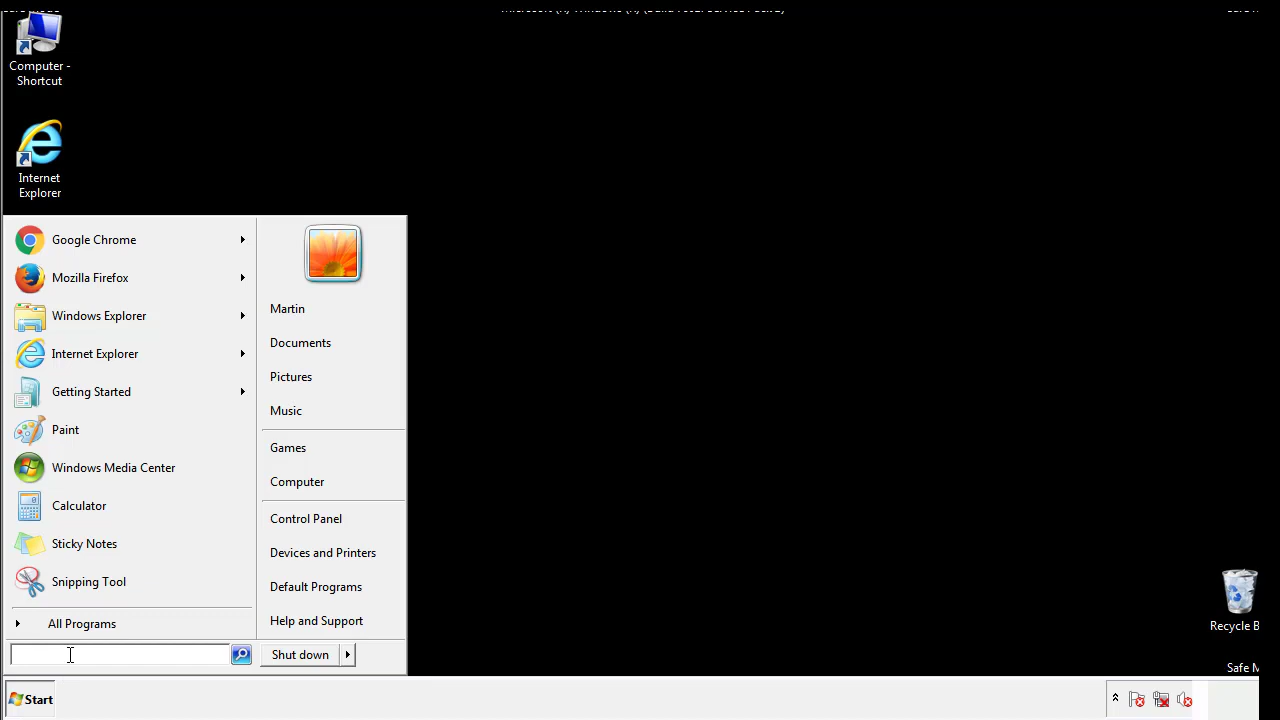 Computer -
Shortcut
Internet
Explorer
Google Chrome
Mozilla Firefox
Windows Explorer
Internet Explorer
Getting Started
Paint
Windows Media Center
Calculator
Sticky Notes
Snipping Tool
All Programs
Martin
Documents
Pictures
Music
Games
Computer
Control Panel
Devices and Printers
Default Programs
Help and Support
Shut down
Recycle B
Safe M
Start